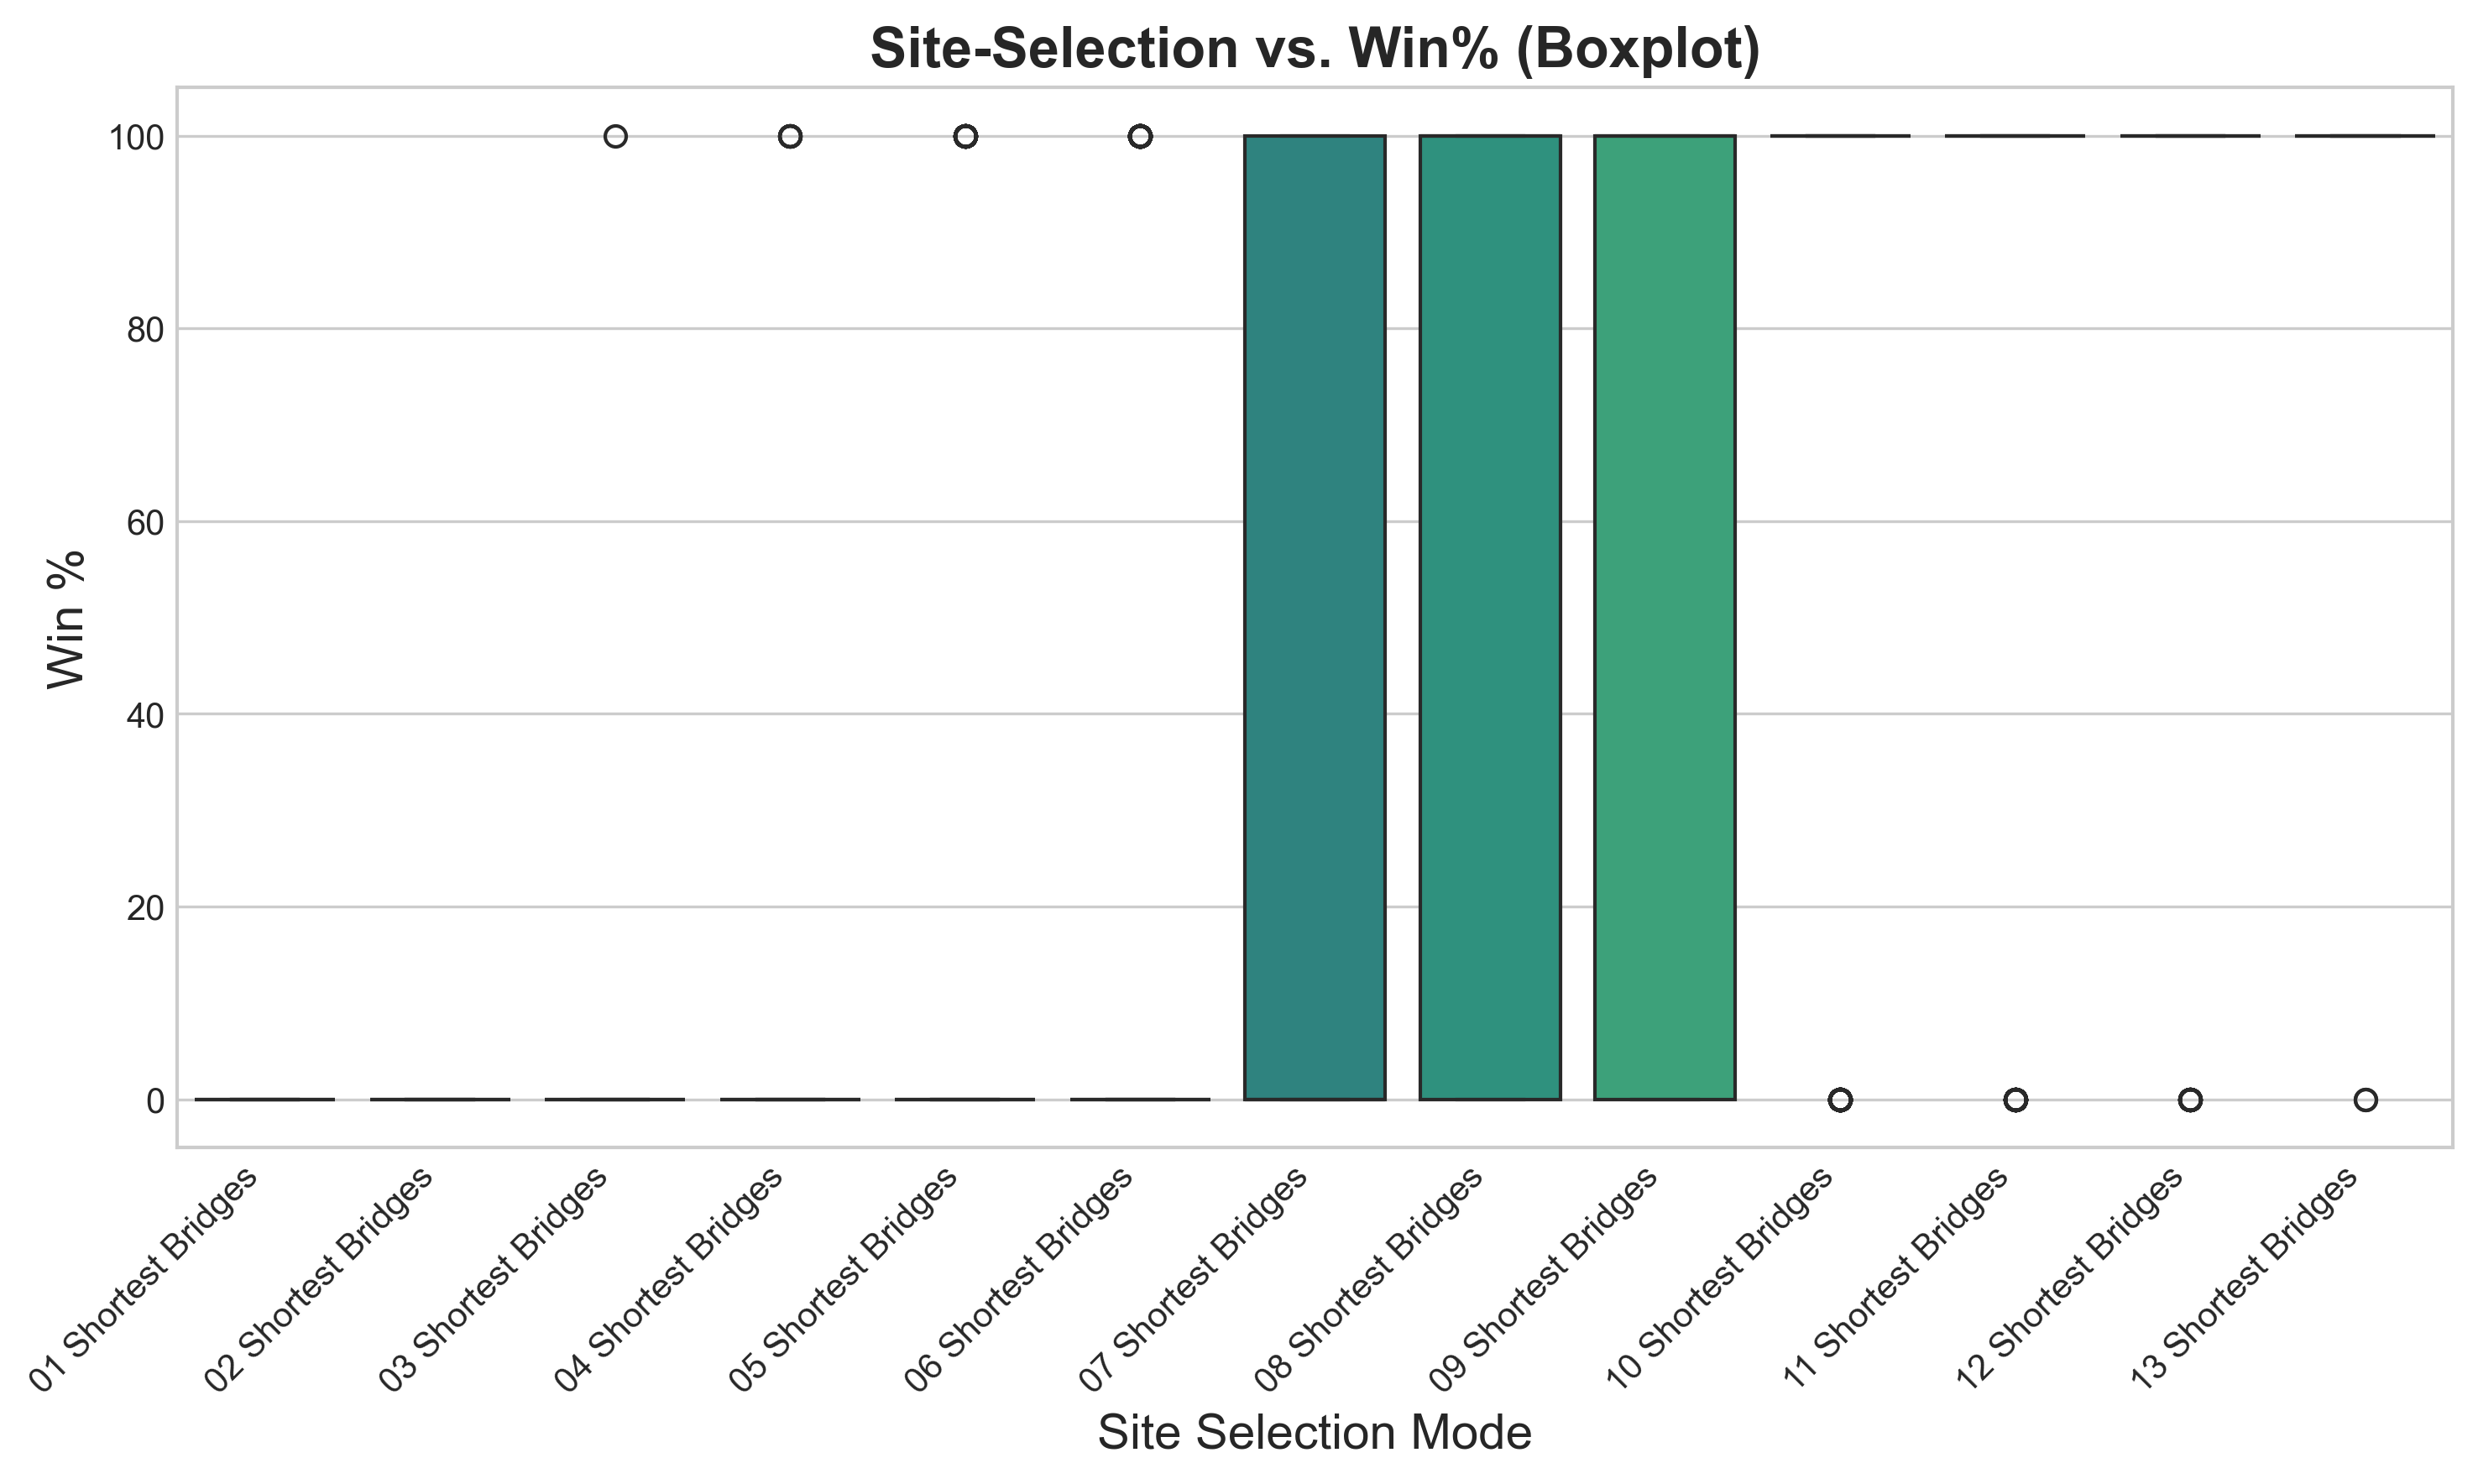 Site-Selection vs. Win% (Boxplot)
Win %
100
80
60
40
20
0
01 Shortest Bridges
02 Shortest Bridges
03 Shortest Bridges
04 Shortest Bridges
05 Shortest Bridges
06 Shortest Bridges
07 Shortest Bridges
08 Shortest Bridges
09 Shortest Bridges
10 Shortest Bridges
11 Shortest Bridges
12 Shortest Bridges
13 Shortest Bridges
Site Selection Mode